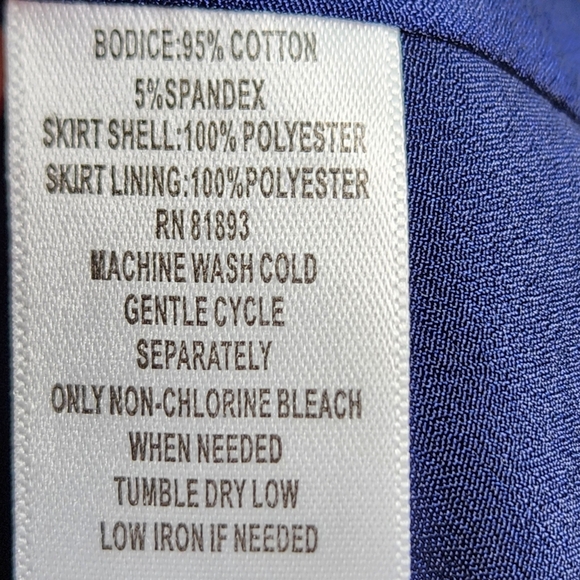 BODICE:95% COTTON
5%SPANDEX
SKIRT SHELL:100% POLYESTER
SKIRT LINING:100%POLYESTER
RN 81893
MACHINE WASH COLD
GENTLE CYCLE
SEPARATELY
ONLY NON-CHLORINE BLEACH
WHEN NEEDED
TUMBLE DRY LOW
LOW IRON IF NEEDED